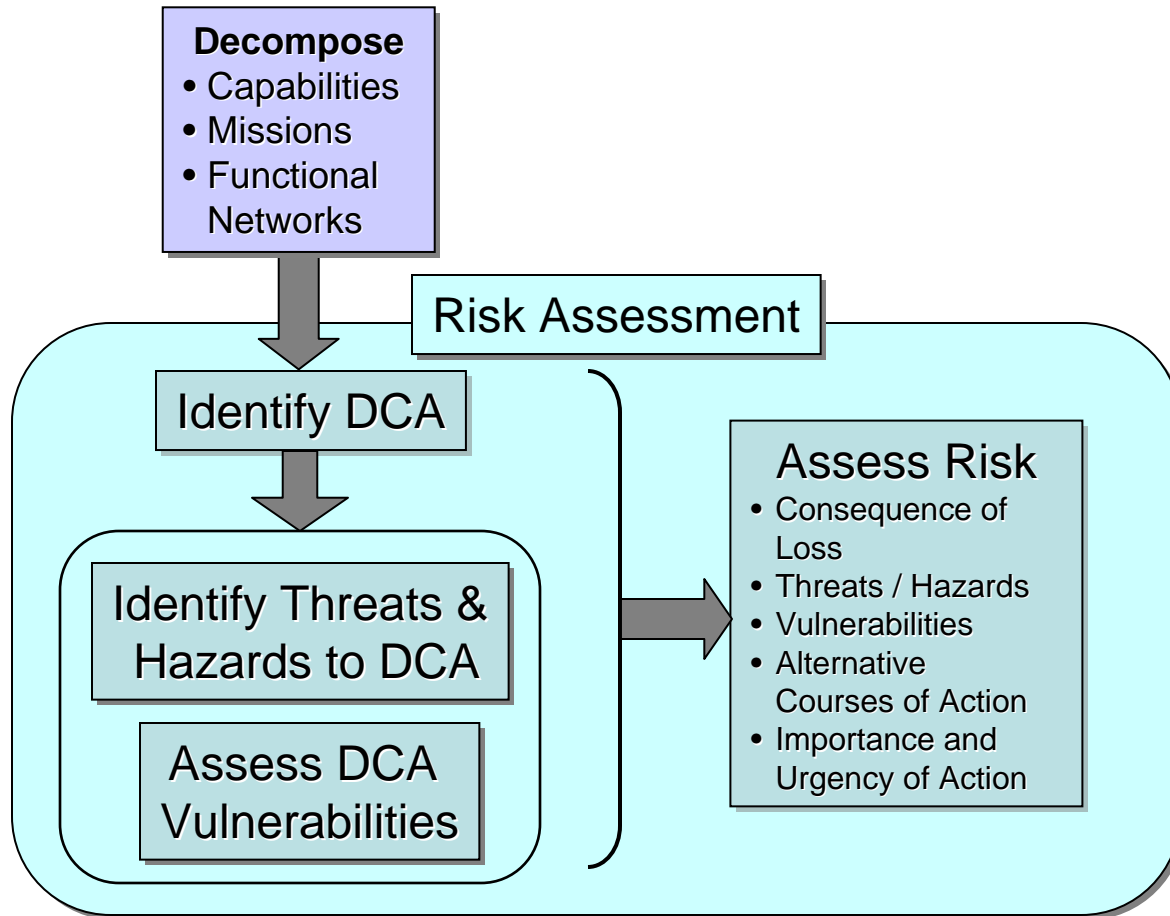 Decompose
• Capabilities
• Missions
• Functional
Networks
Risk Assessment
Identify DCA
Identify Threats &
Hazards to DCA
Assess DCA
Vulnerabilities
Assess Risk
• Consequence of
Loss
• Threats / Hazards
• Vulnerabilities
• Alternative
Courses of Action
• Importance and
Urgency of Action